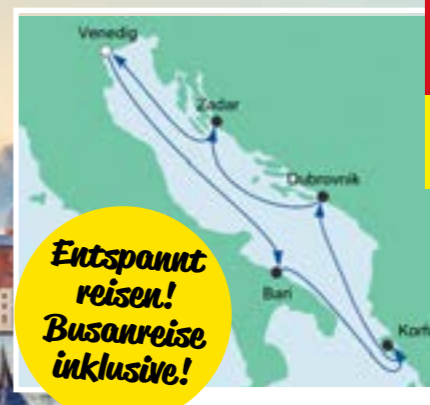 Venedig
Zadar
Dubrovnik
Bari
Korfu
Entspannt
reisen!
Busanreise
inklusive!